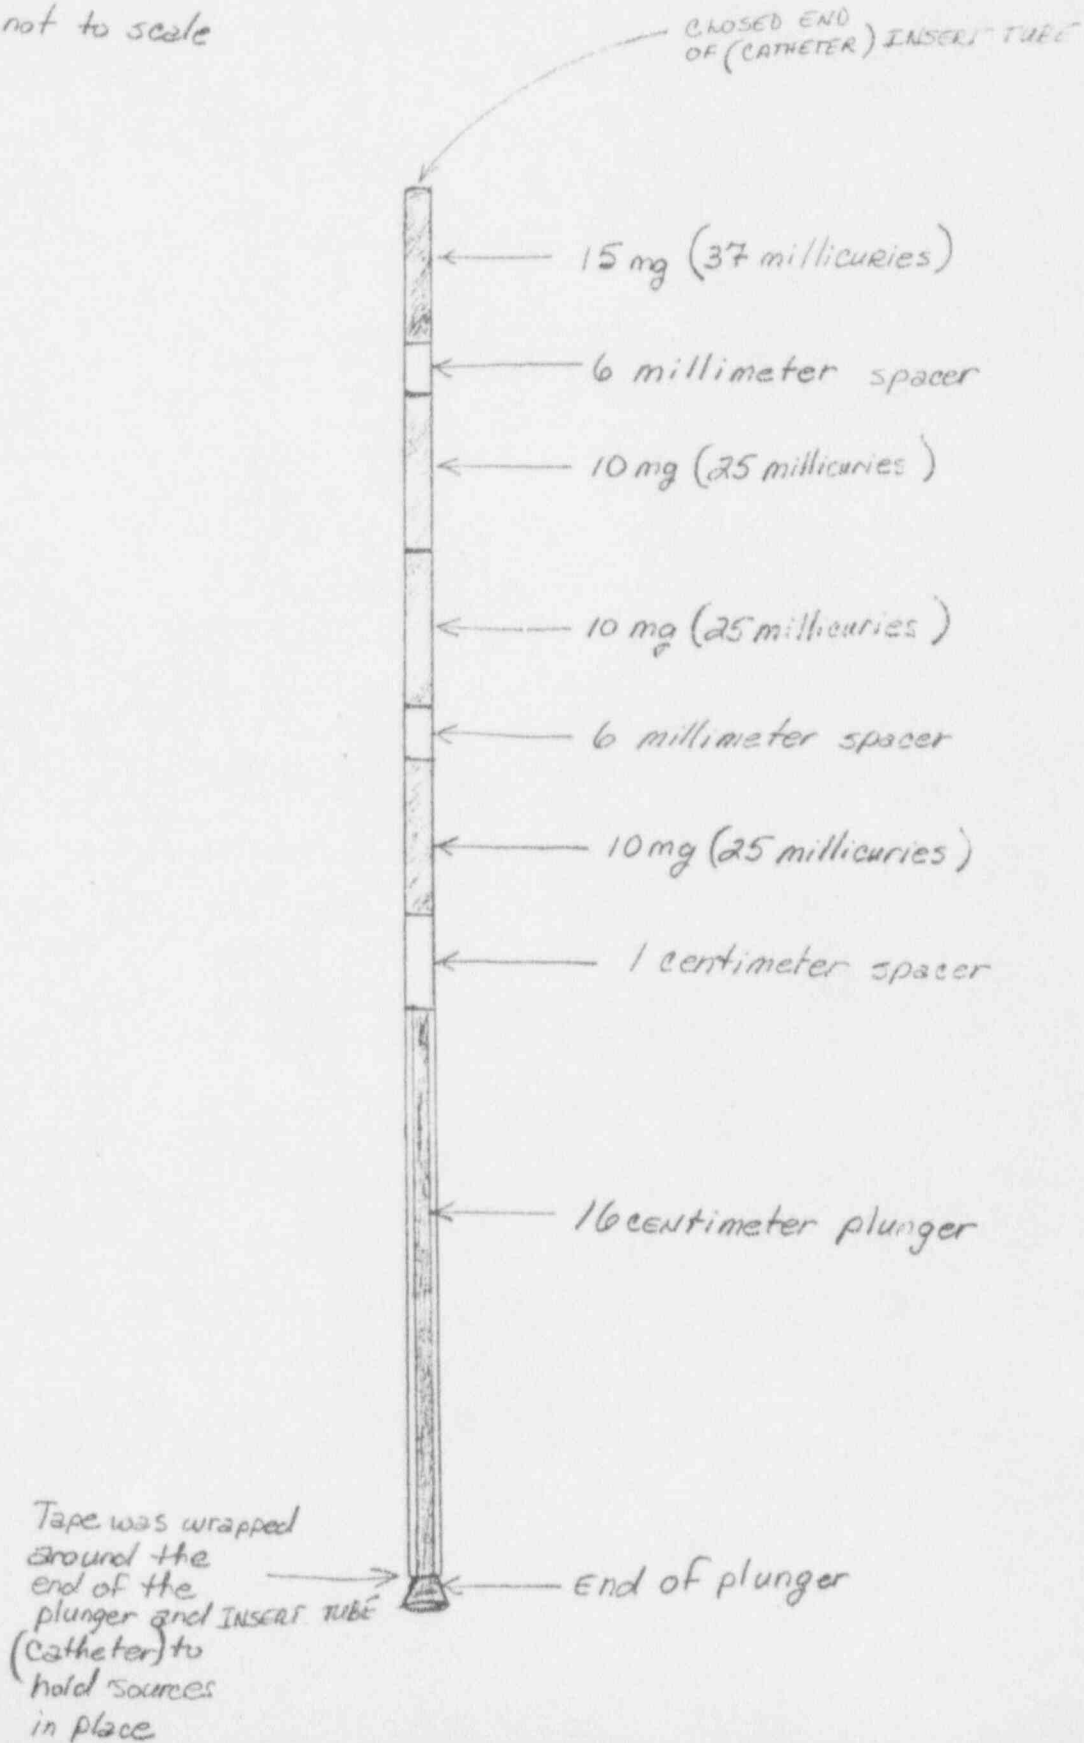 not to scale
CLOSED END
OF (CATHETER) INSERT TUBE
15 mg (37 millicuries)
6 millimeter spacer
10 mg (25 millicuries)
10 mg (25 millicuries)
6 millimeter spacer
10 mg (25 millicuries)
1 centimeter spacer
16 centimeter plunger
End of plunger
Tape was wrapped
around the
end of the
plunger and INSERT TUBE
(catheter) to
hold sources
in place